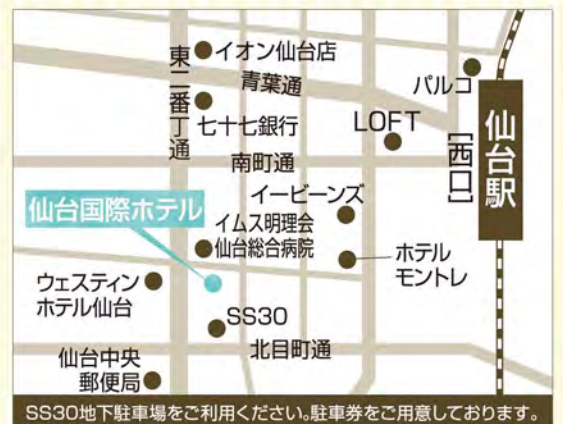 イオン仙台店
東二番丁通
青葉通
パルコ
七十七銀行
LOFT
仙台駅
[西口]
南町通
仙台国際ホテル
イービーンズ
イムス明理会
仙台総合病院
ホテル
モントレ
ウェスティン
ホテル仙台
SS30
北目町通
仙台中央
郵便局
SS30地下駐車場をご利用ください。駐車券をご用意しております。